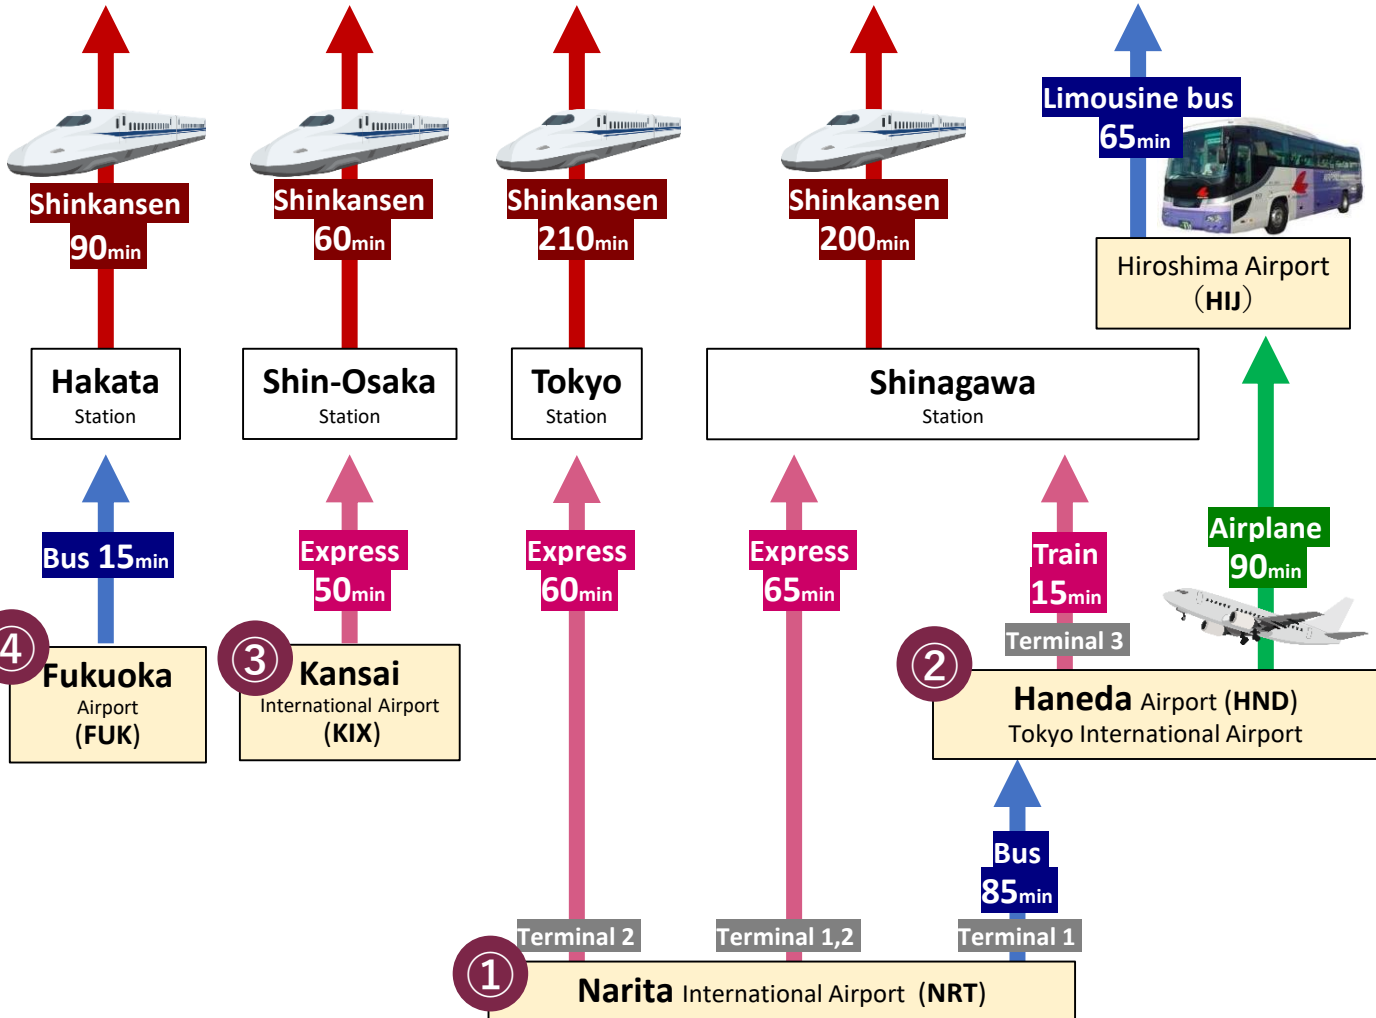 Limousine bus
65min
Shinkansen
90min
Shinkansen
60min
Shinkansen
210min
Shinkansen
200min
Hiroshima Airport
（HIJ）
Hakata
Station
Shin-Osaka
Station
Tokyo
Station
Shinagawa
Station
Bus 15min
Express
50min
Express
60min
Express
65min
Train
15min
Airplane
90min
Terminal 3
④
Fukuoka
Airport
(FUK)
③
Kansai
International Airport
(KIX)
②
Haneda Airport (HND)
Tokyo International Airport
Bus
85min
Terminal 2
Terminal 1,2
Terminal 1
①
Narita International Airport (NRT)